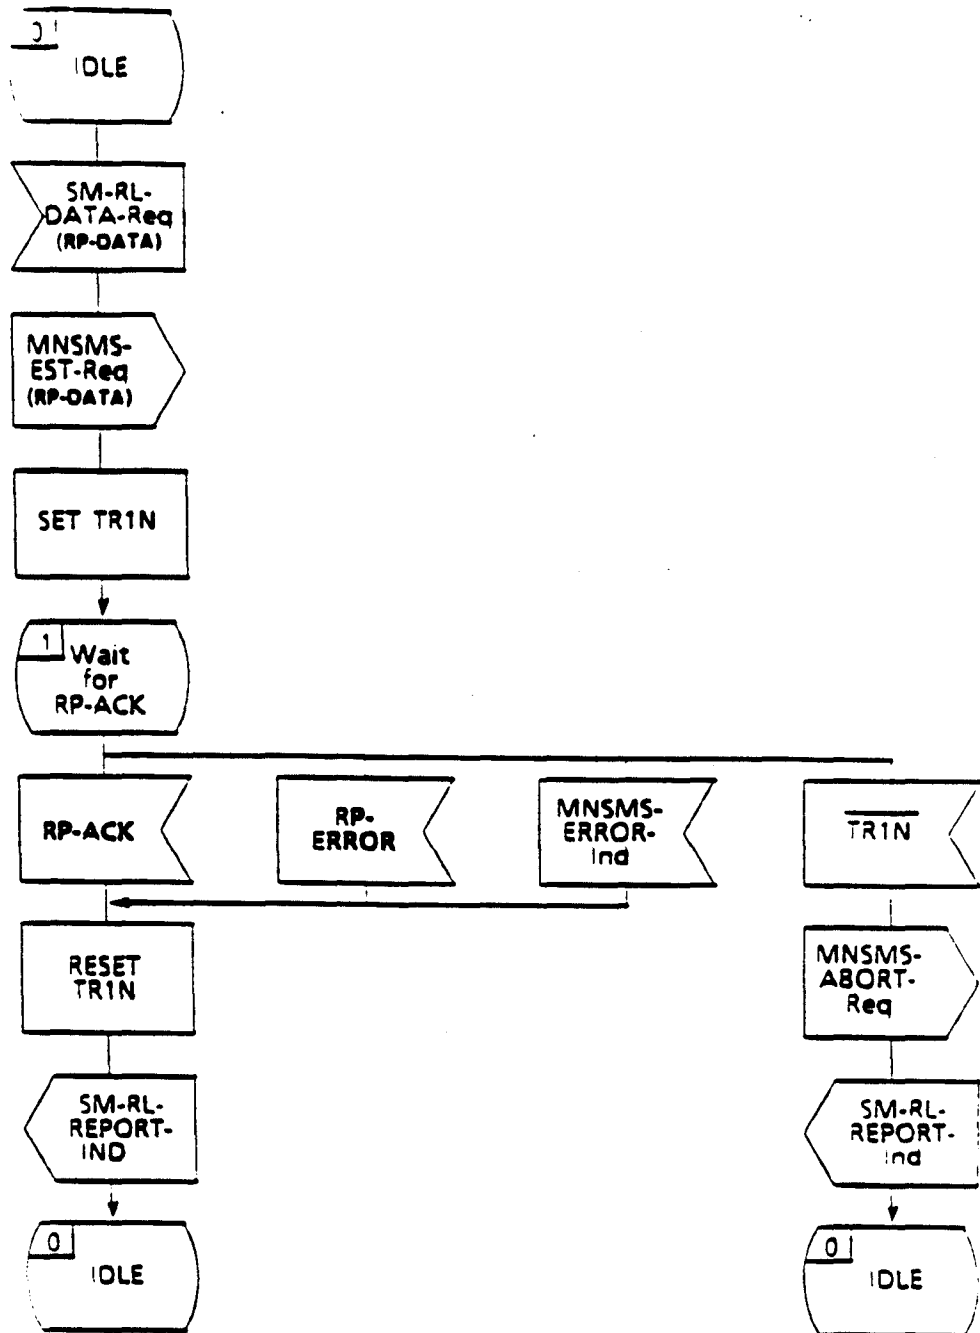 0
IDLE
SM-RL-
DATA-Req
(RP-DATA)
MNSMS-
EST-Req
(RP-DATA)
SET TR1N
1
Wait
for
RP-ACK
RP-ACK
RP-
ERROR
MNSMS-
ERROR-
Ind
TR1N
RESET
TR1N
MNSMS-
ABORT-
Req
SM-RL-
REPORT-
IND
SM-RL-
REPORT-
Ind
0
IDLE
0
IDLE